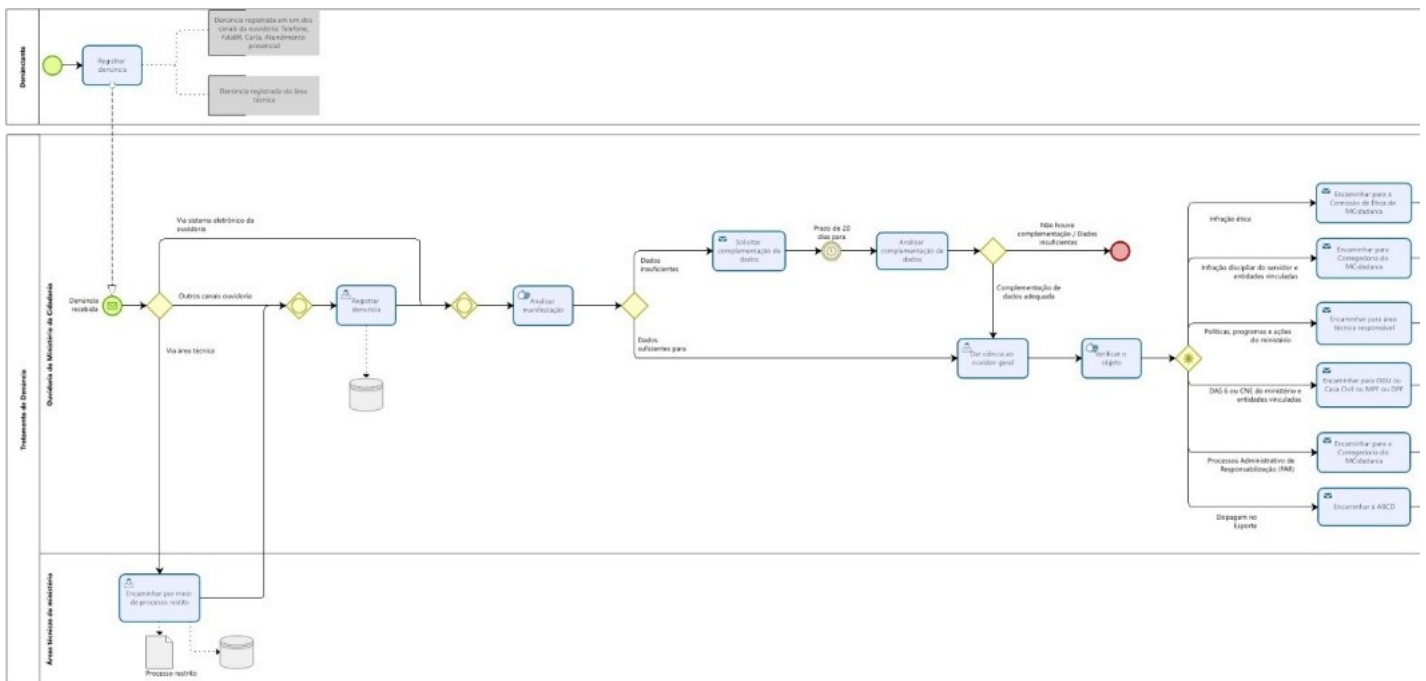 Denunciante
Registrar
denúncia
Denúncia registrada em um dos
canais da ouvidoria: Telefone,
FalaBR, Carta, Atendimento
presencial
Denúncia registrada via área
técnica
Tratamento de Denúncia
Ouvidoria do Ministério da Cidadania
Denúncia
recebida
Via sistema eletrônico da
ouvidoria
Outros canais ouvidoria
Via área técnica
Registrar
denuncia
Analisar
manifestação
Dados
insuficientes
Dados
suficientes para
Solicitar
complementação de
dados
Prazo de 20
dias para
Analisar
complementação de
dados
Não houve
complementação / Dados
insuficientes
Complementação de
dados adequada
Dar ciência ao
ouvidor-geral
Verificar o
objeto
Infração ética
Encaminhar para a
Comissão de Ética do
MCidadania
Infração discipliar do servidor e
entidades vinculadas
Encaminhar para
Corregedoria do
MCidadania
Políticas, programas e ações
do ministério
Encaminhar para área
técnica responsável
DAS 6 ou CNE do ministério e
entidades vinculadas
Encaminhar para OGU ou
Casa Civil ou MPF ou DPF
Processos Administrativo de
Responsabilização (PAR)
Encaminhar para a
Corregedoria do
MCidadania
Dopagam no
Esporte
Encaminhar à ABCD
Áreas técnicas do ministério
Encaminhar por meio
de processo restito
Processo restrito